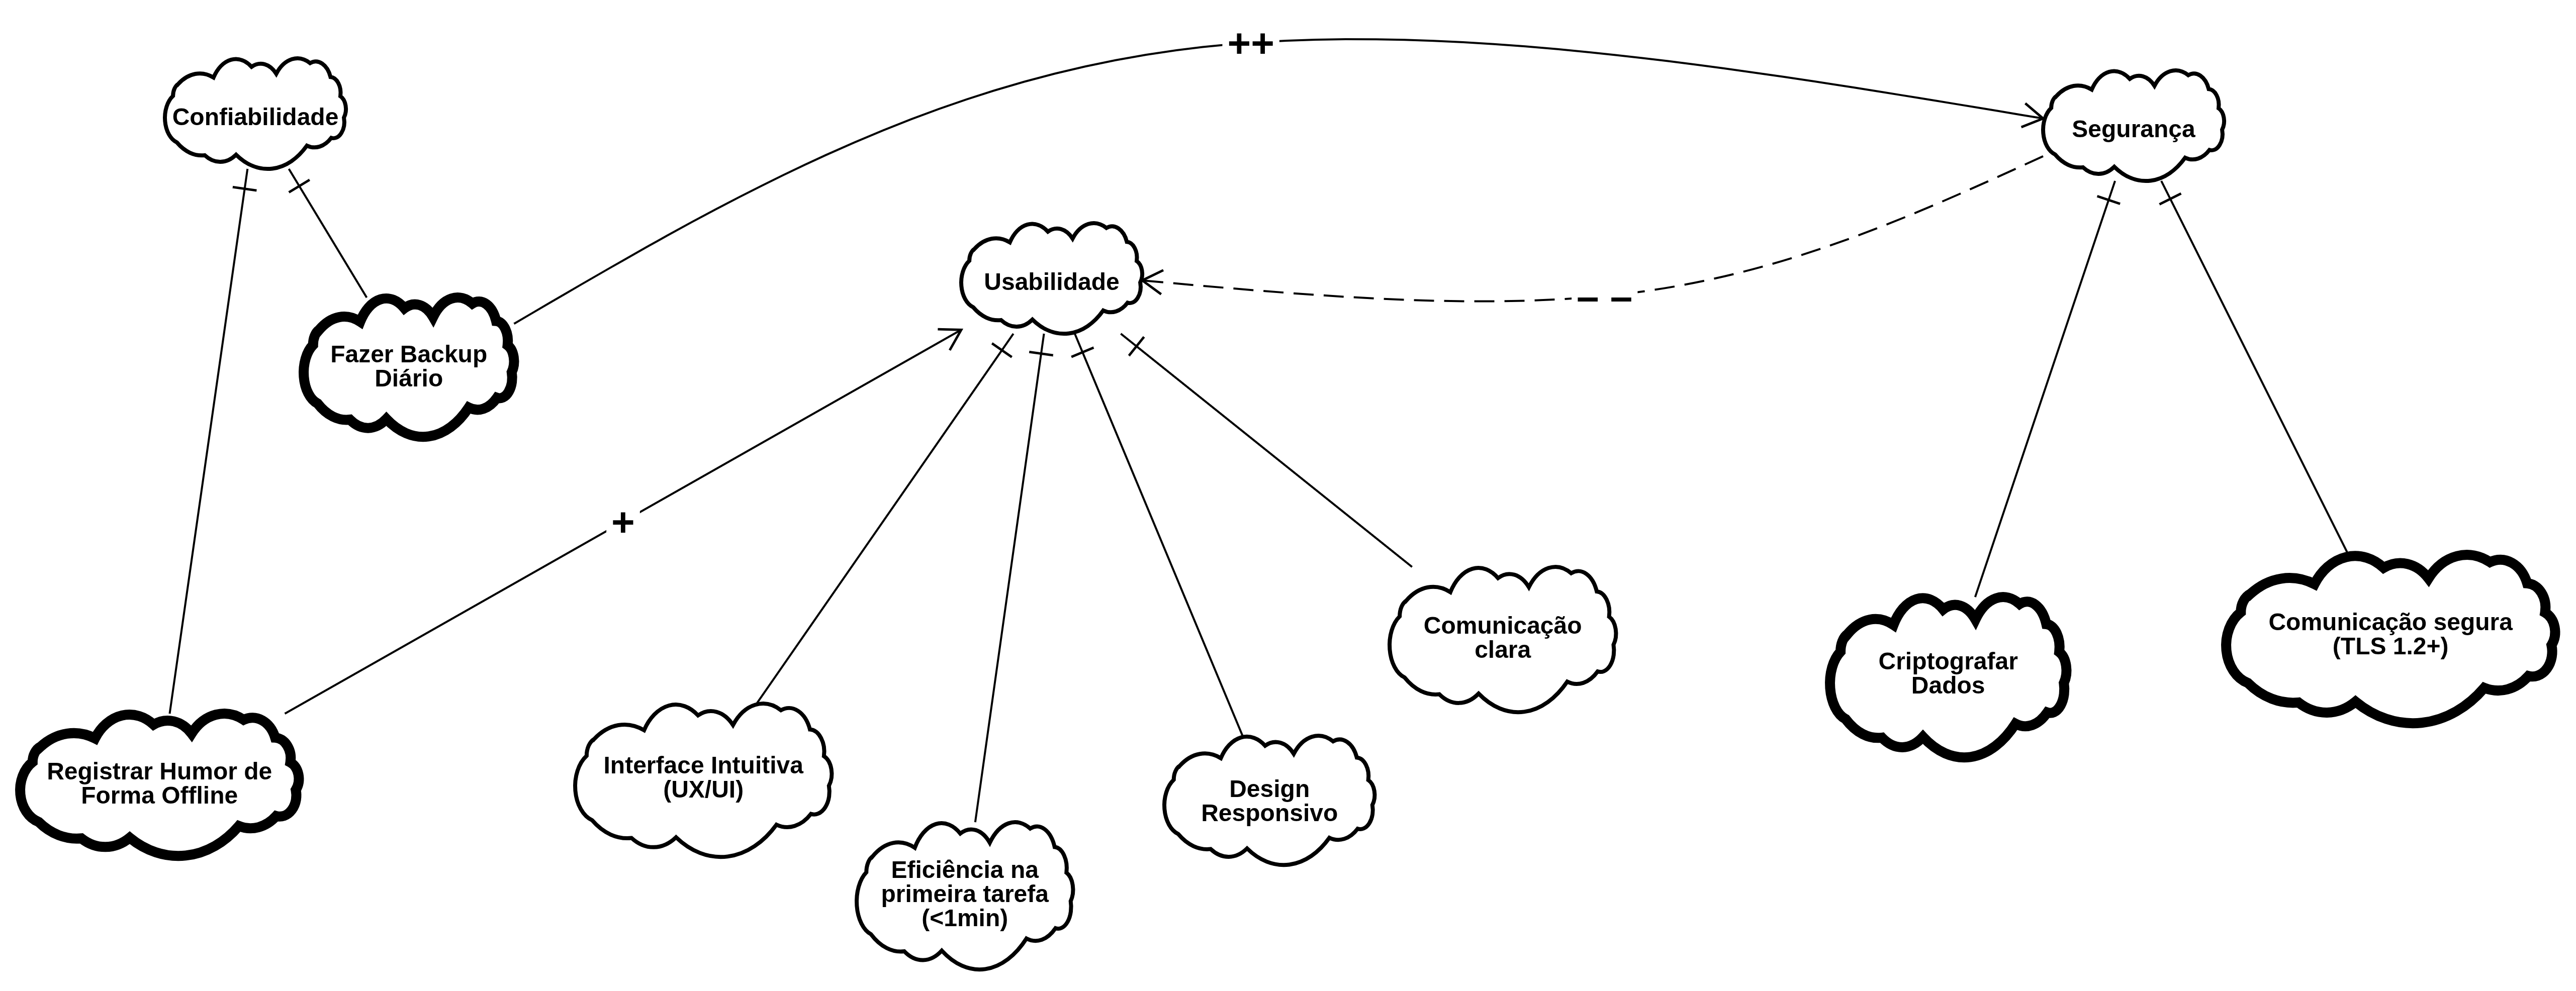 ++
Confiabilidade
Segurança
Usabilidade
– –
Fazer Backup
Diário
+
Comunicação
clara
Comunicação segura
(TLS 1.2+)
Criptografar
Dados
Registrar Humor de
Forma Offline
Interface Intuitiva
(UX/UI)
Design
Responsivo
Eficiência na
primeira tarefa
(<1min)